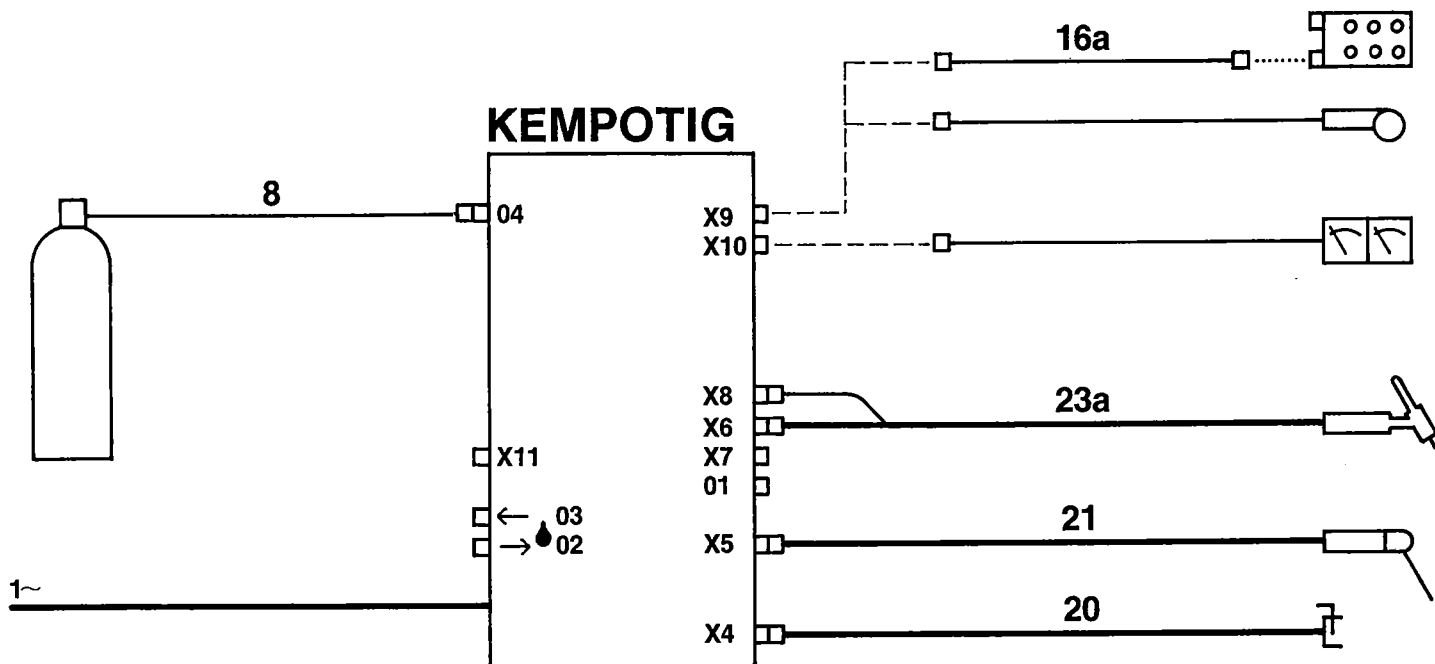 16a
KEMPOTIG
8
04
X9
X10
X8
23a
X6
X11
X7
01
← 03
→ 02
X5
21
1~
X4
20